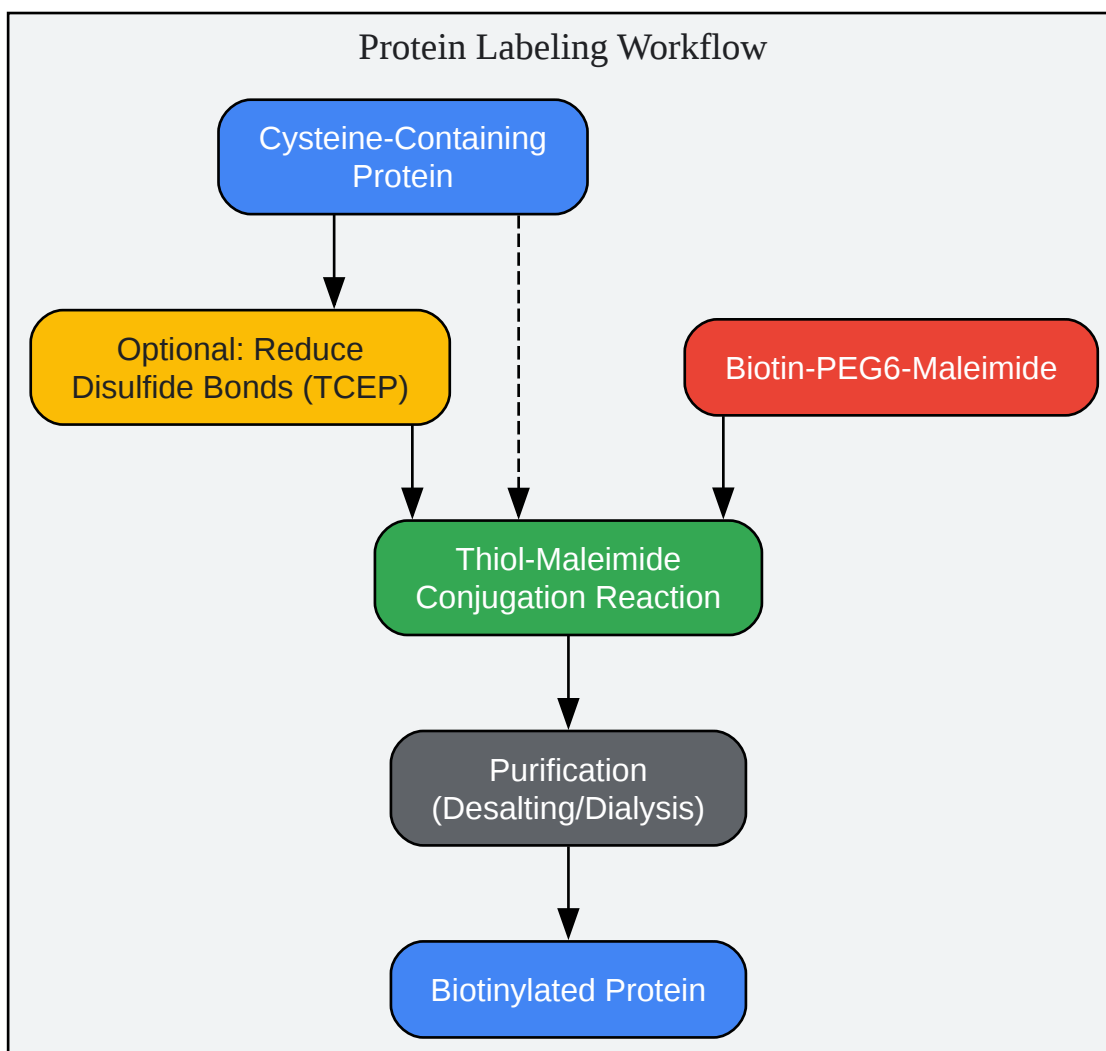 Protein Labeling Workflow
Cysteine-Containing
Protein
Optional: Reduce
Disulfide Bonds (TCEP)
Biotin-PEG6-Maleimide
Thiol-Maleimide
Conjugation Reaction
Purification
(Desalting/Dialysis)
Biotinylated Protein